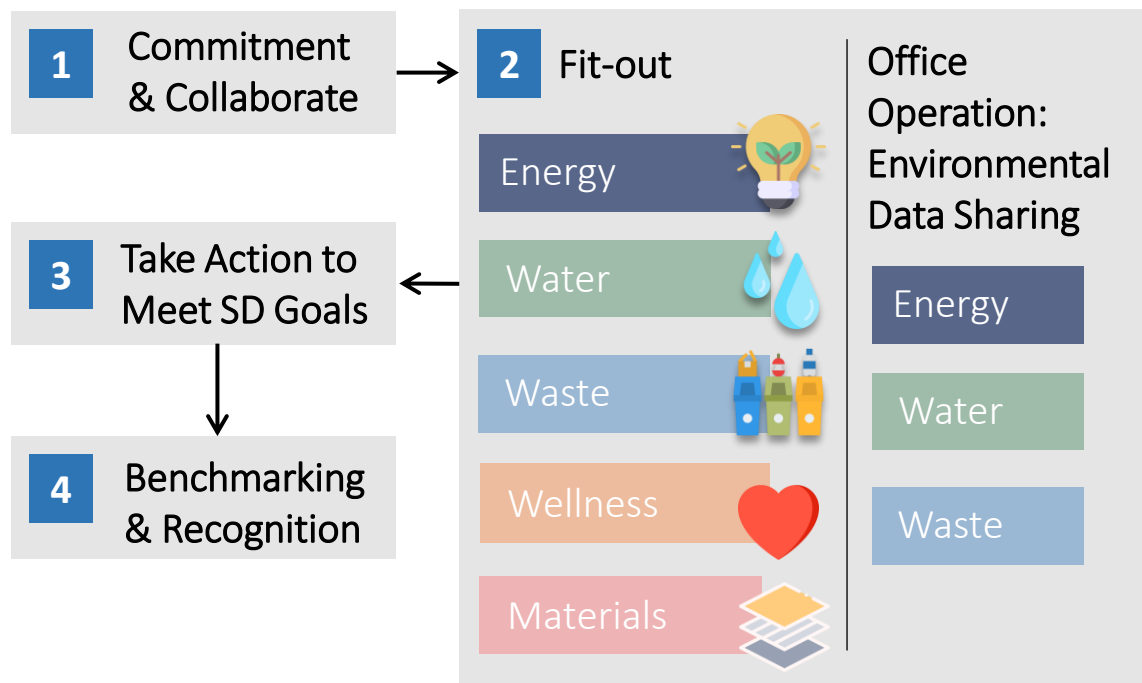 1
Commitment
& Collaborate
2
Fit-out
Energy
Water
Waste
Wellness
Materials
Office
Operation:
Environmental
Data Sharing
Energy
Water
Waste
3
Take Action to
Meet SD Goals
4
Benchmarking
& Recognition